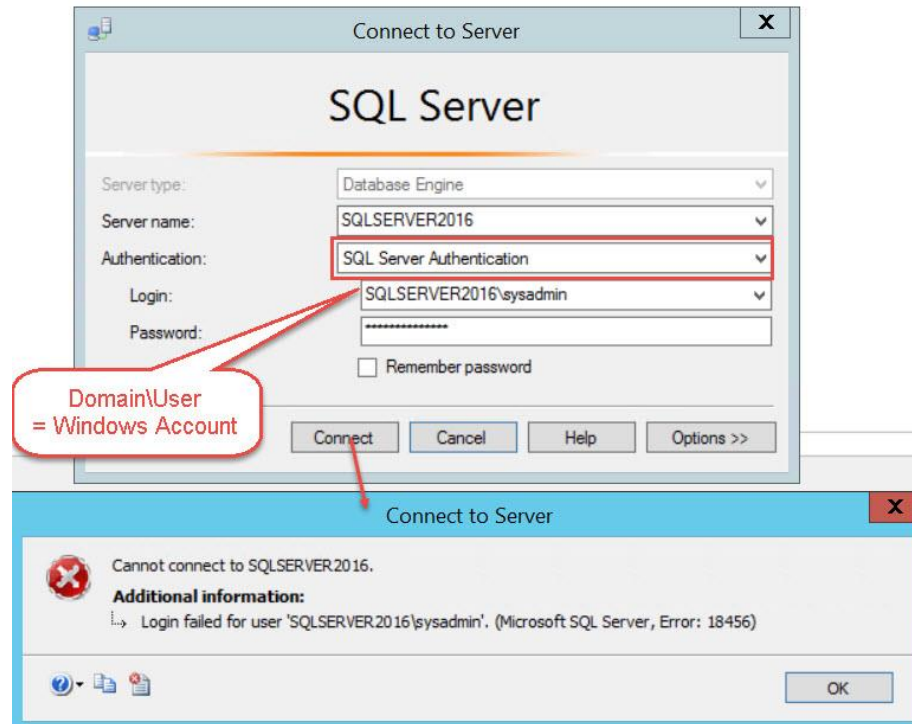 Connect to Server
X
SQL Server
Server type:
Database Engine
Server name:
SQLSERVER2016
Authentication:
SQL Server Authentication
Login:
SQLSERVER2016\sysadmin
Password:
**************
Remember password
Domain\User
= Windows Account
Connect
Cancel
Help
Options >>
Connect to Server
X
Cannot connect to SQLSERVER2016.
Additional information:
Login failed for user 'SQLSERVER2016\sysadmin'. (Microsoft SQL Server, Error: 18456)
OK